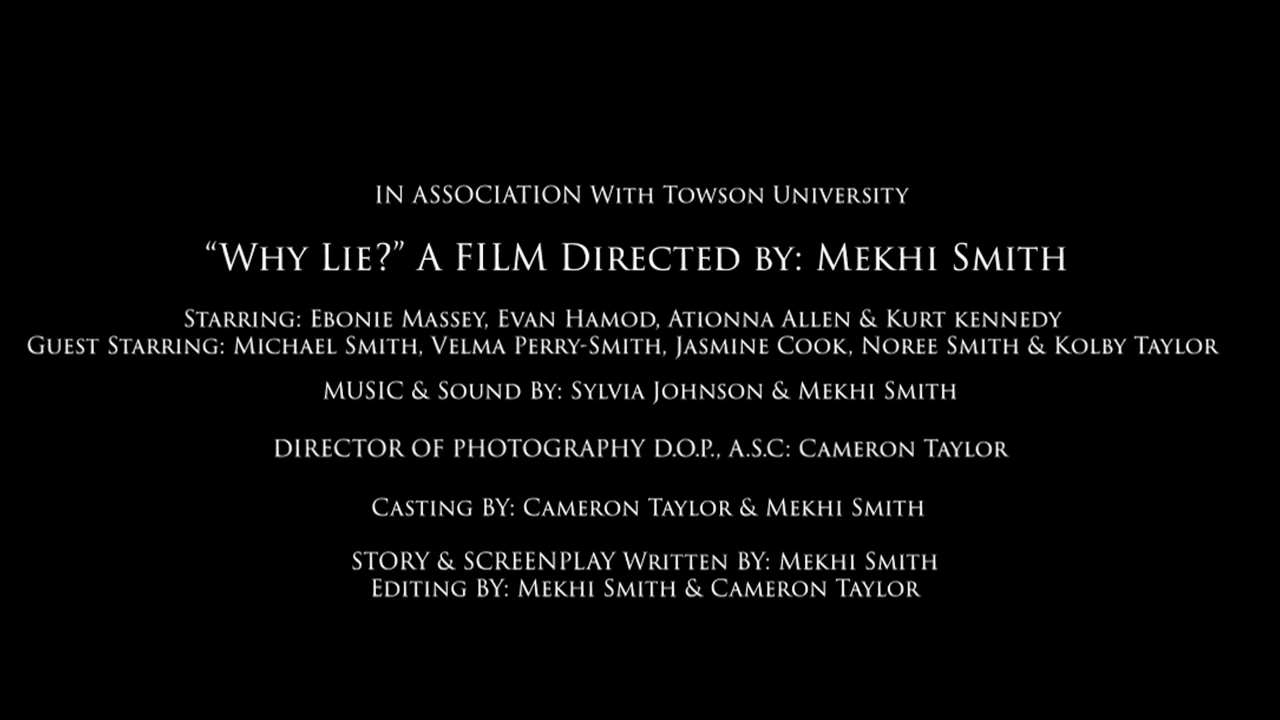 IN ASSOCIATION With Towson University
“Why Lie?” A FILM Directed by: Mekhi Smith
Starring: Ebonie Massey, Evan Hamod, Ationna Allen & Kurt kennedy
Guest Starring: Michael Smith, Velma Perry-Smith, Jasmine Cook, Noree Smith & Kolby Taylor
MUSIC & Sound By: Sylvia Johnson & Mekhi Smith
DIRECTOR OF PHOTOGRAPHY D.O.P., A.S.C: Cameron Taylor
Casting BY: Cameron Taylor & Mekhi Smith
STORY & SCREENPLAY Written BY: Mekhi Smith
Editing BY: Mekhi Smith & Cameron Taylor